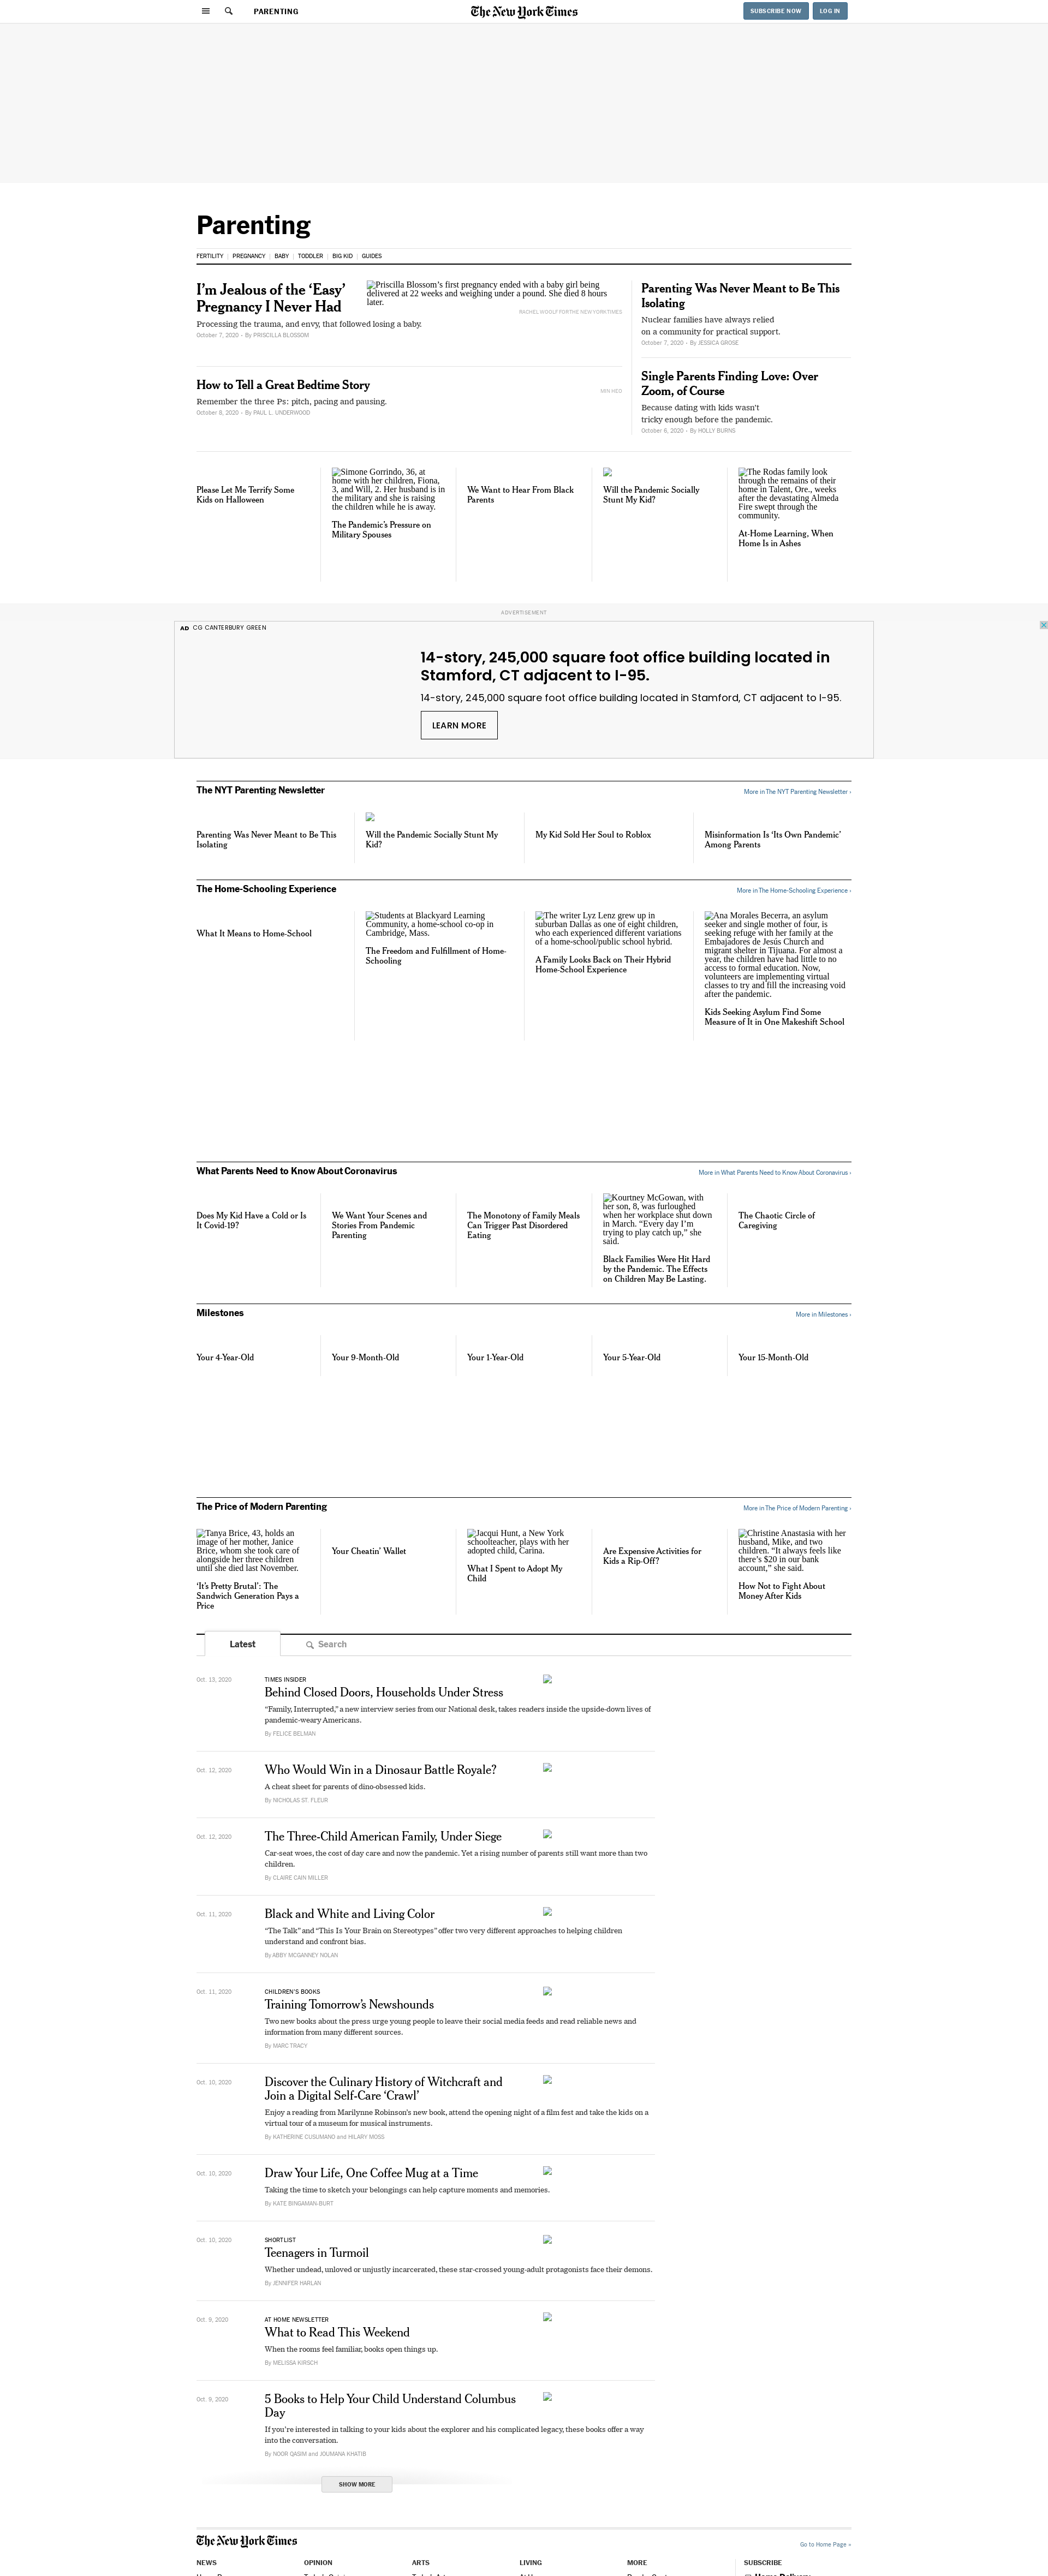 PARENTING
The New York Times
SUBSCRIBE NOW
LOG IN
Parenting
FERTILITY
PREGNANCY
BABY
TODDLER
BIG KID
GUIDES
I’m Jealous of the ‘Easy’
Pregnancy I Never Had
Processing the trauma, and envy, that followed losing a baby.
October 7, 2020 - By PRISCILLA BLOSSOM
Priscilla Blossom’s first pregnancy ended with a baby girl being
delivered at 22 weeks and weighing under a pound. She died 8 hours
later.
RACHEL WOOLF FOR THE NEW YORK TIMES
How to Tell a Great Bedtime Story
Remember the three Ps: pitch, pacing and pausing.
October 8, 2020 - By PAUL L. UNDERWOOD
MIN HEO
Parenting Was Never Meant to Be This
Isolating
Nuclear families have always relied
on a community for practical support.
October 7, 2020 - By JESSICA GROSE
Single Parents Finding Love: Over
Zoom, of Course
Because dating with kids wasn’t
tricky enough before the pandemic.
October 6, 2020 - By HOLLY BURNS
Please Let Me Terrify Some
Kids on Halloween
Simone Gorrindo, 36, at
home with her children, Fiona,
3, and Will, 2. Her husband is in
the military and she is raising
the children while he is away.
The Pandemic’s Pressure on
Military Spouses
We Want to Hear From Black
Parents
Will the Pandemic Socially
Stunt My Kid?
The Rodas family look
through the remains of their
home in Talent, Ore., weeks
after the devastating Almeda
Fire swept through the
community.
At-Home Learning, When
Home Is in Ashes
ADVERTISEMENT
AD CG CANTERBURY GREEN
14-story, 245,000 square foot office building located in
Stamford, CT adjacent to I-95.
14-story, 245,000 square foot office building located in Stamford, CT adjacent to I-95.
LEARN MORE
The NYT Parenting Newsletter
More in The NYT Parenting Newsletter ›
Parenting Was Never Meant to Be This
Isolating
Will the Pandemic Socially Stunt My
Kid?
My Kid Sold Her Soul to Roblox
Misinformation Is ‘Its Own Pandemic’
Among Parents
The Home-Schooling Experience
More in The Home-Schooling Experience ›
What It Means to Home-School
Students at Blackyard Learning
Community, a home-school co-op in
Cambridge, Mass.
The Freedom and Fulfillment of Home-
Schooling
The writer Lyz Lenz grew up in
suburban Dallas as one of eight children,
who each experienced different variations
of a home-school/public school hybrid.
A Family Looks Back on Their Hybrid
Home-School Experience
Ana Morales Becerra, an asylum
seeker and single mother of four, is
seeking refuge with her family at the
Embajadores de Jesús Church and
migrant shelter in Tijuana. For almost a
year, the children have had little to no
access to formal education. Now,
volunteers are implementing virtual
classes to try and fill the increasing void
after the pandemic.
Kids Seeking Asylum Find Some
Measure of It in One Makeshift School
What Parents Need to Know About Coronavirus
More in What Parents Need to Know About Coronavirus ›
Does My Kid Have a Cold or Is
It Covid-19?
We Want Your Scenes and
Stories From Pandemic
Parenting
The Monotony of Family Meals
Can Trigger Past Disordered
Eating
Kourtney McGowan, with
her son, 8, was furloughed
when her workplace shut down
in March. “Every day I’m
trying to play catch up,” she
said.
Black Families Were Hit Hard
by the Pandemic. The Effects
on Children May Be Lasting.
The Chaotic Circle of
Caregiving
Milestones
More in Milestones ›
Your 4-Year-Old
Your 9-Month-Old
Your 1-Year-Old
Your 5-Year-Old
Your 15-Month-Old
The Price of Modern Parenting
More in The Price of Modern Parenting ›
Tanya Brice, 43, holds an
image of her mother, Janice
Brice, whom she took care of
alongside her three children
until she died last November.
‘It’s Pretty Brutal’: The
Sandwich Generation Pays a
Price
Your Cheatin’ Wallet
Jacqui Hunt, a New York
schoolteacher, plays with her
adopted child, Carina.
What I Spent to Adopt My
Child
Are Expensive Activities for
Kids a Rip-Off?
Christine Anastasia with her
husband, Mike, and two
children. “It always feels like
there’s $20 in our bank
account,” she said.
How Not to Fight About
Money After Kids
Latest
Search
Oct. 13, 2020
TIMES INSIDER
Behind Closed Doors, Households Under Stress
“Family, Interrupted,” a new interview series from our National desk, takes readers inside the upside-down lives of
pandemic-weary Americans.
By FELICE BELMAN
Oct. 12, 2020
Who Would Win in a Dinosaur Battle Royale?
A cheat sheet for parents of dino-obsessed kids.
By NICHOLAS ST. FLEUR
Oct. 12, 2020
The Three-Child American Family, Under Siege
Car-seat woes, the cost of day care and now the pandemic. Yet a rising number of parents still want more than two
children.
By CLAIRE CAIN MILLER
Oct. 11, 2020
Black and White and Living Color
“The Talk” and “This Is Your Brain on Stereotypes” offer two very different approaches to helping children
understand and confront bias.
By ABBY MCGANNEY NOLAN
Oct. 11, 2020
CHILDREN’S BOOKS
Training Tomorrow’s Newshounds
Two new books about the press urge young people to leave their social media feeds and read reliable news and
information from many different sources.
By MARC TRACY
Oct. 10, 2020
Discover the Culinary History of Witchcraft and
Join a Digital Self-Care ‘Crawl’
Enjoy a reading from Marilynne Robinson’s new book, attend the opening night of a film fest and take the kids on a
virtual tour of a museum for musical instruments.
By KATHERINE CUSUMANO and HILARY MOSS
Oct. 10, 2020
Draw Your Life, One Coffee Mug at a Time
Taking the time to sketch your belongings can help capture moments and memories.
By KATE BINGAMAN-BURT
Oct. 10, 2020
SHORTLIST
Teenagers in Turmoil
Whether undead, unloved or unjustly incarcerated, these star-crossed young-adult protagonists face their demons.
By JENNIFER HARLAN
Oct. 9, 2020
AT HOME NEWSLETTER
What to Read This Weekend
When the rooms feel familiar, books open things up.
By MELISSA KIRSCH
Oct. 9, 2020
5 Books to Help Your Child Understand Columbus
Day
If you’re interested in talking to your kids about the explorer and his complicated legacy, these books offer a way
into the conversation.
By NOOR QASIM and JOUMANA KHATIB
SHOW MORE
The New York Times
Go to Home Page »
NEWS
OPINION
ARTS
LIVING
MORE
SUBSCRIBE